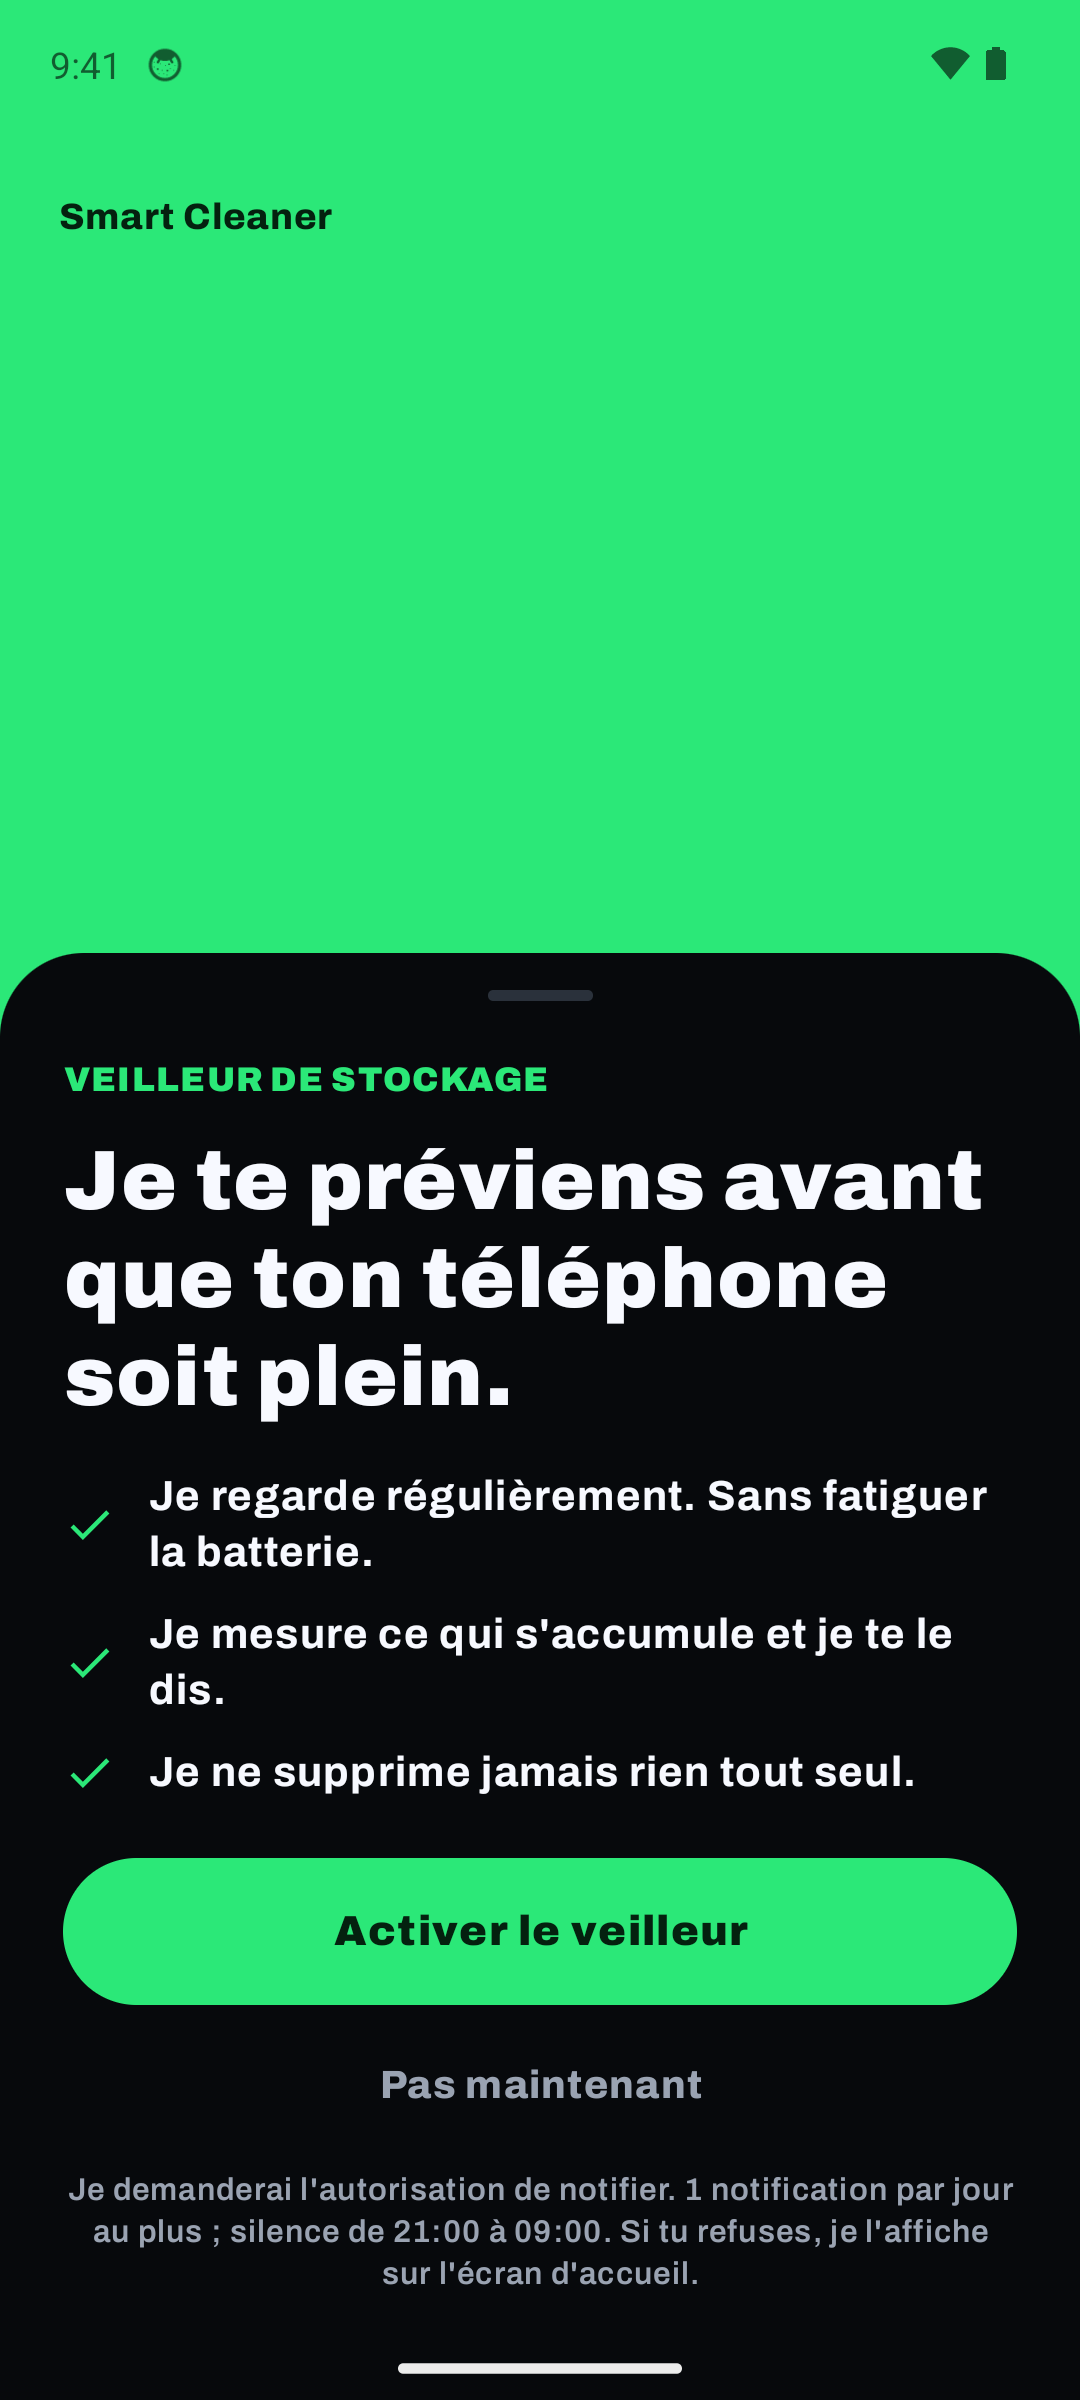 9:41
Smart Cleaner
VEILLEUR DE STOCKAGE
Je te préviens avant
que ton téléphone
soit plein.
Je regarde régulièrement. Sans fatiguer
la batterie.
Je mesure ce qui s'accumule et je te le
dis.
Je ne supprime jamais rien tout seul.
Activer le veilleur
Pas maintenant
Je demanderai l'autorisation de notifier. 1 notification par jour
au plus ; silence de 21:00 à 09:00. Si tu refuses, je l'affiche
sur l'écran d'accueil.